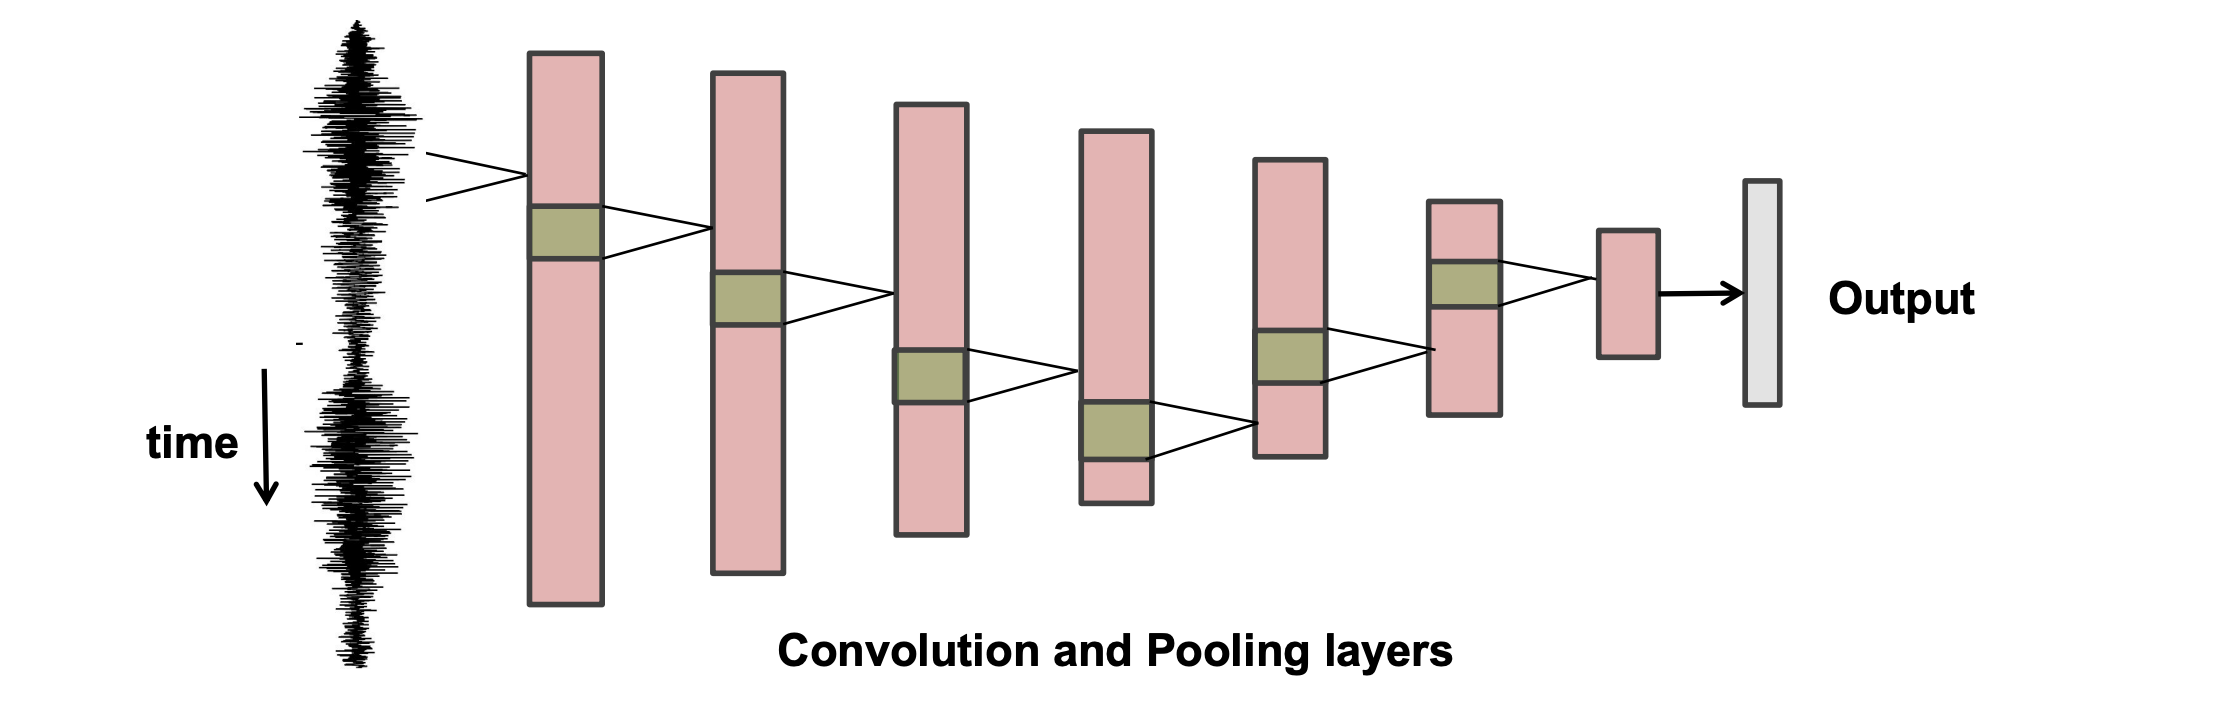 time
Output
Convolution and Pooling layers